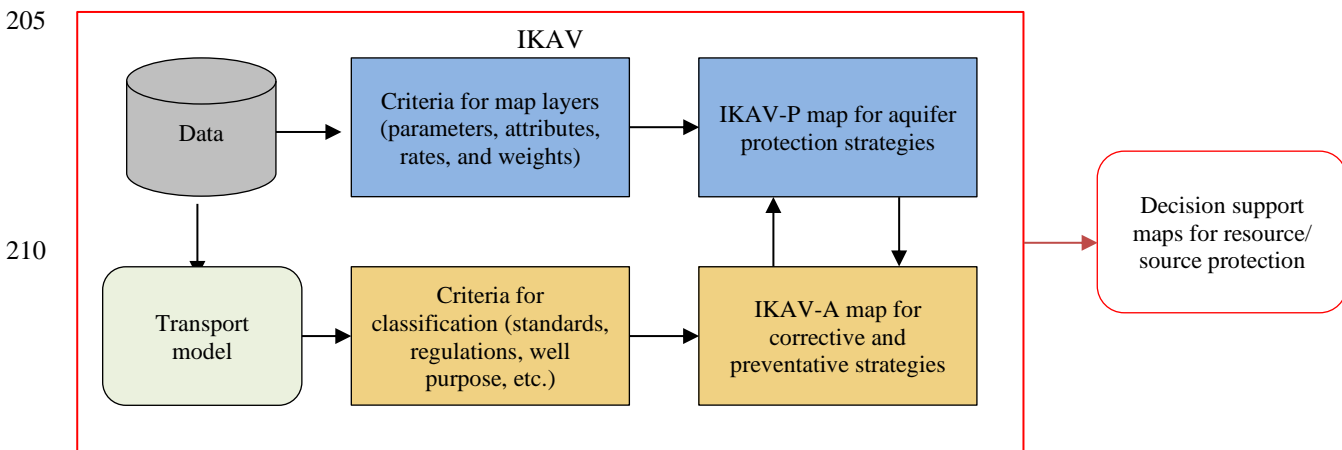 205
IKAV
Data
Criteria for map layers
(parameters, attributes,
rates, and weights)
IKAV-P map for aquifer
protection strategies
Decision support
maps for resource/
source protection
210
Transport
model
Criteria for
classification (standards,
regulations, well
purpose, etc.)
IKAV-A map for
corrective and
preventative strategies